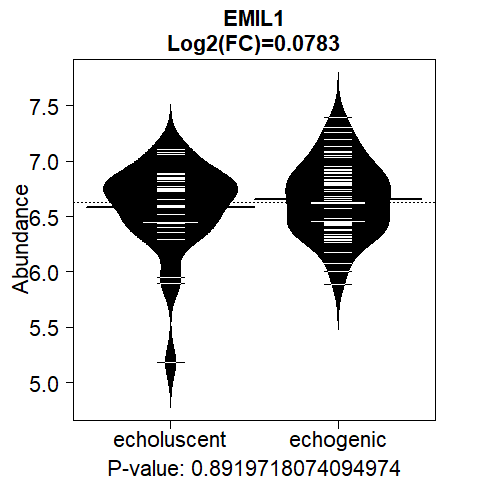 EMIL1
Log2(FC)=0.0783
Abundance
7.5
7.0
6.5
6.0
5.5
5.0
echoluscent
echogenic
P-value: 0.8919718074094974